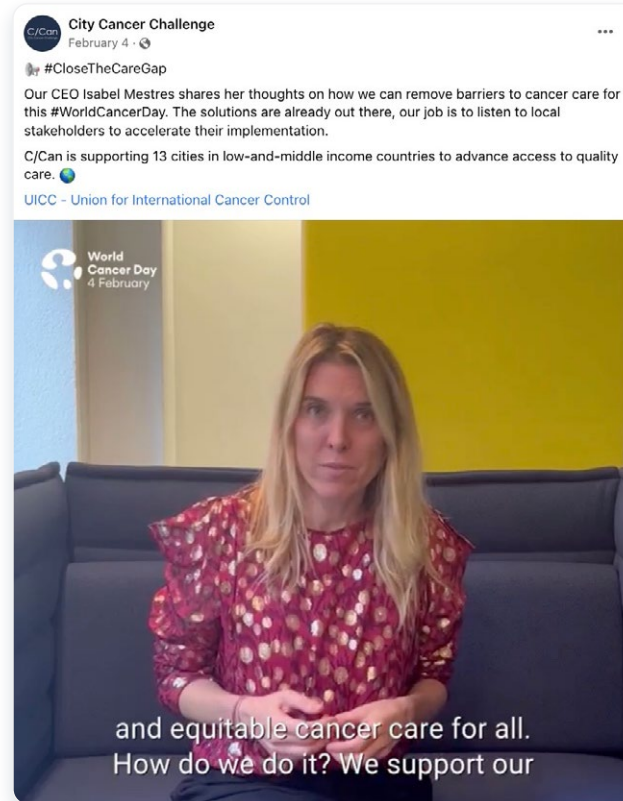 C/Can
City Cancer Challenge
February 4
#CloseTheCareGap
Our CEO Isabel Mestres shares her thoughts on how we can remove barriers to cancer care for
this #WorldCancerDay. The solutions are already out there, our job is to listen to local
stakeholders to accelerate their implementation.
C/Can is supporting 13 cities in low-and-middle income countries to advance access to quality
care.
UICC - Union for International Cancer Control
World
Cancer Day
4 February
and equitable cancer care for all.
How do we do it? We support our